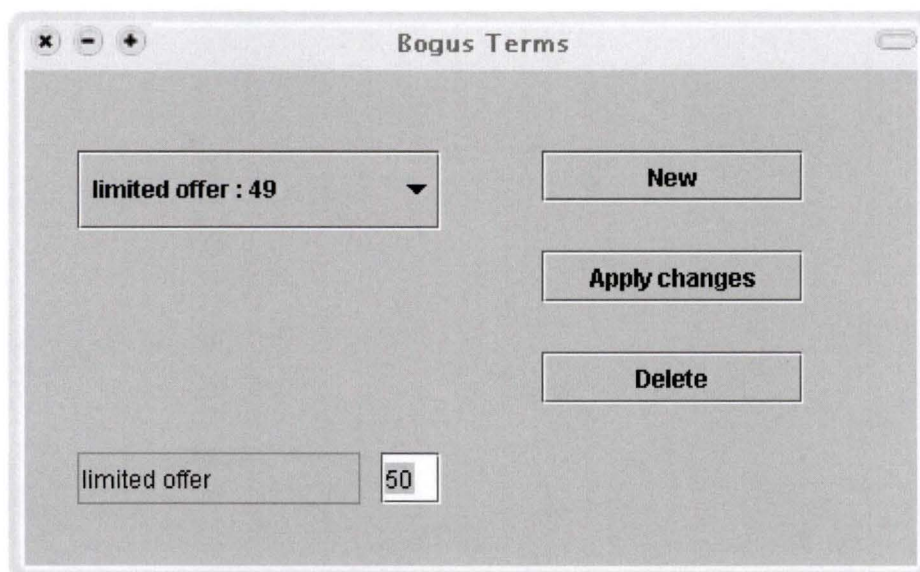 Bogus Terms
limited offer : 49
New
Apply changes
Delete
limited offer
50